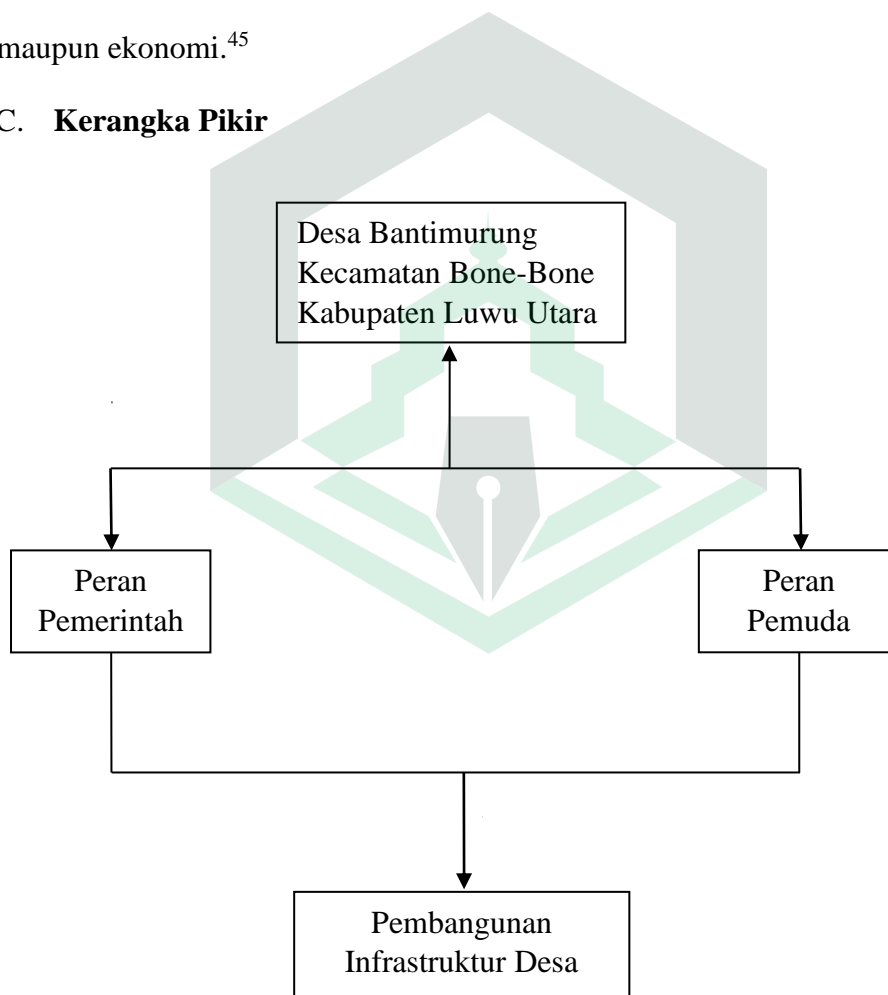 maupun ekonomi.45
C. Kerangka Pikir
Desa Bantimurung
Kecamatan Bone-Bone
Kabupaten Luwu Utara
Peran
Pemerintah
Peran
Pemuda
Pembangunan
Infrastruktur Desa